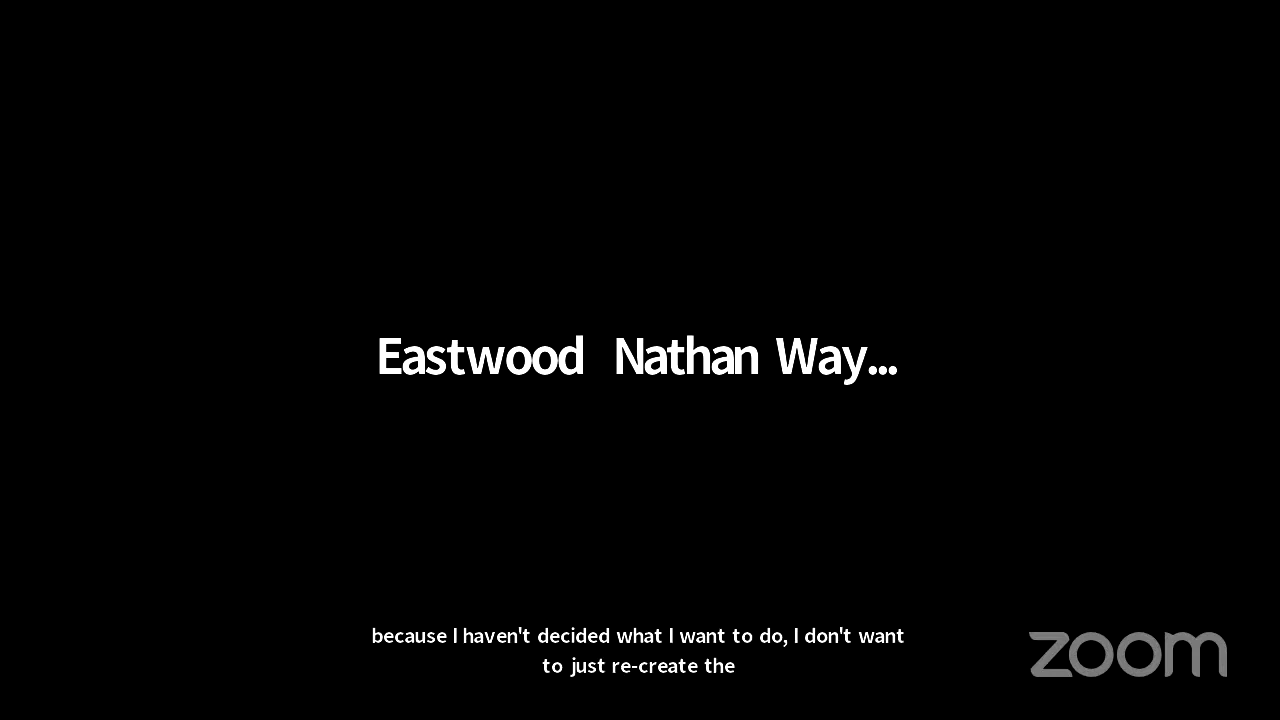 Eastwood Nathan Way...
because I haven't decided what I want to do, I don't want
to just re-create the
zoom